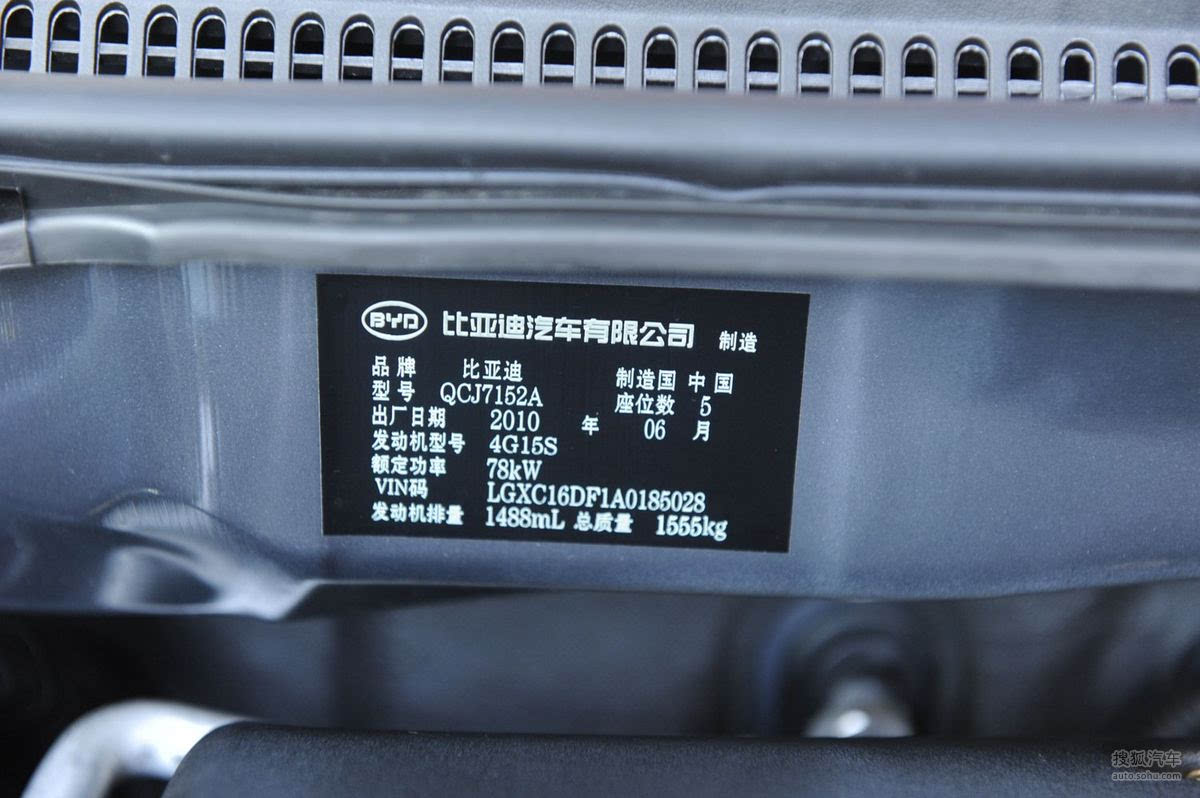 BYD 比亚迪汽车有限公司 制造
品牌 比亚迪 制造国 中国
型号 QCJ7152A 座位数 5
出厂日期 2010 年 06 月
发动机型号 4G15S
额定功率 78kW
VIN码 LGXC16DF1A0185028
发动机排量 1488mL 总质量 1555kg
搜狐汽车
auto.sohu.com